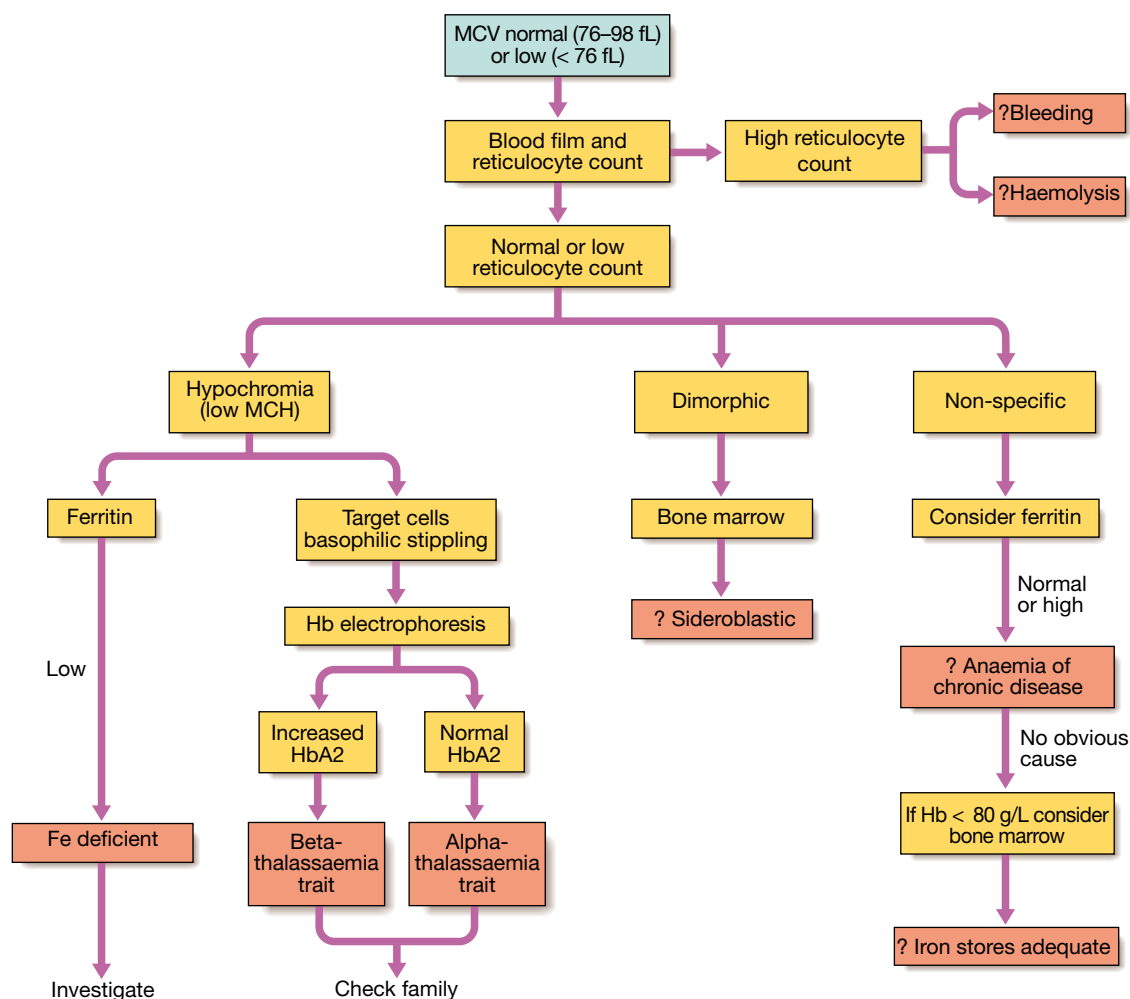 MCV normal (76–98 fL)
or low (< 76 fL)
Blood film and
reticulocyte count
High reticulocyte
count
?Bleeding
?Haemolysis
Normal or low
reticulocyte count
Hypochromia
(low MCH)
Dimorphic
Non-specific
Ferritin
Target cells
basophilic stippling
Bone marrow
Consider ferritin
Normal
or high
Hb electrophoresis
? Sideroblastic
Low
? Anaemia of
chronic disease
Increased
HbA2
Normal
HbA2
No obvious
cause
Fe deficient
Beta-
thalassaemia
trait
Alpha-
thalassaemia
trait
If Hb < 80 g/L consider
bone marrow
? Iron stores adequate
Investigate
Check family